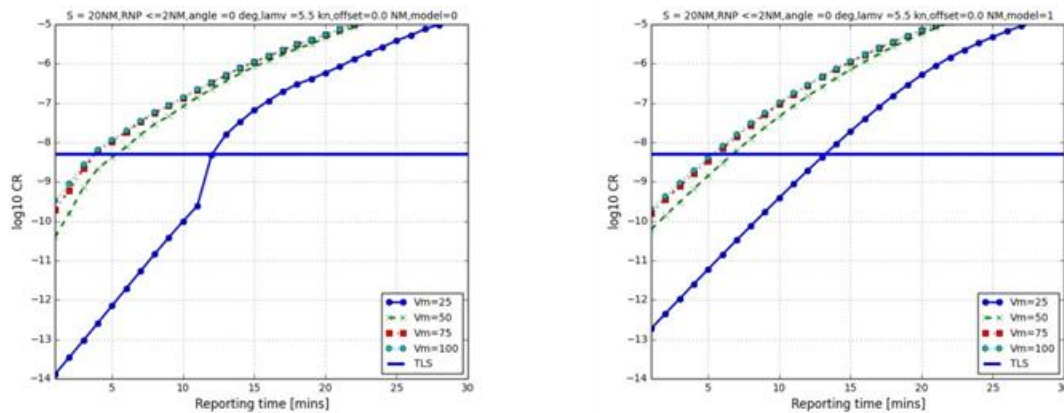 S = 20NM,RNP <=2NM,angle =0 deg,lamv =5.5 kn,offset=0.0 NM,model=0
-5
-6
-7
-8
-9
-10
-11
-12
-13
-14
log10 CR
5
10
15
20
25
30
Reporting time [mins]
Vm=25
Vm=50
Vm=75
Vm=100
TLS
S = 20NM,RNP <=2NM,angle =0 deg,lamv =5.5 kn,offset=0.0 NM,model=1
-5
-6
-7
-8
-9
-10
-11
-12
-13
-14
log10 CR
5
10
15
20
25
30
Reporting time [mins]
Vm=25
Vm=50
Vm=75
Vm=100
TLS